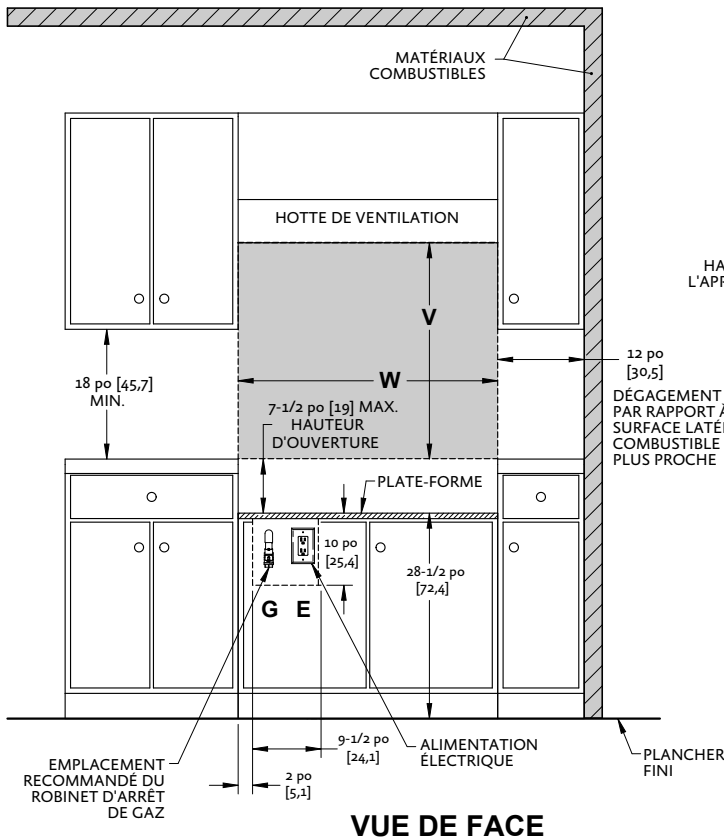 MATÉRIAUX
COMBUSTIBLES
HOTTE DE VENTILATION
HA
L'APP
V
W
18 po [45,7]
MIN.
12 po
[30,5]
7-1/2 po [19] MAX.
HAUTEUR
D'OUVERTURE
DÉGAGEMENT
PAR RAPPORT À
SURFACE LATÉ
COMBUSTIBLE
PLUS PROCHE
PLATE-FORME
10 po
[25,4]
28-1/2 po
[72,4]
G E
9-1/2 po
[24,1]
2 po
[5,1]
EMPLACEMENT
RECOMMANDÉ DU
ROBINET D'ARRÊT
DE GAZ
ALIMENTATION
ÉLECTRIQUE
PLANCHER
FINI
VUE DE FACE